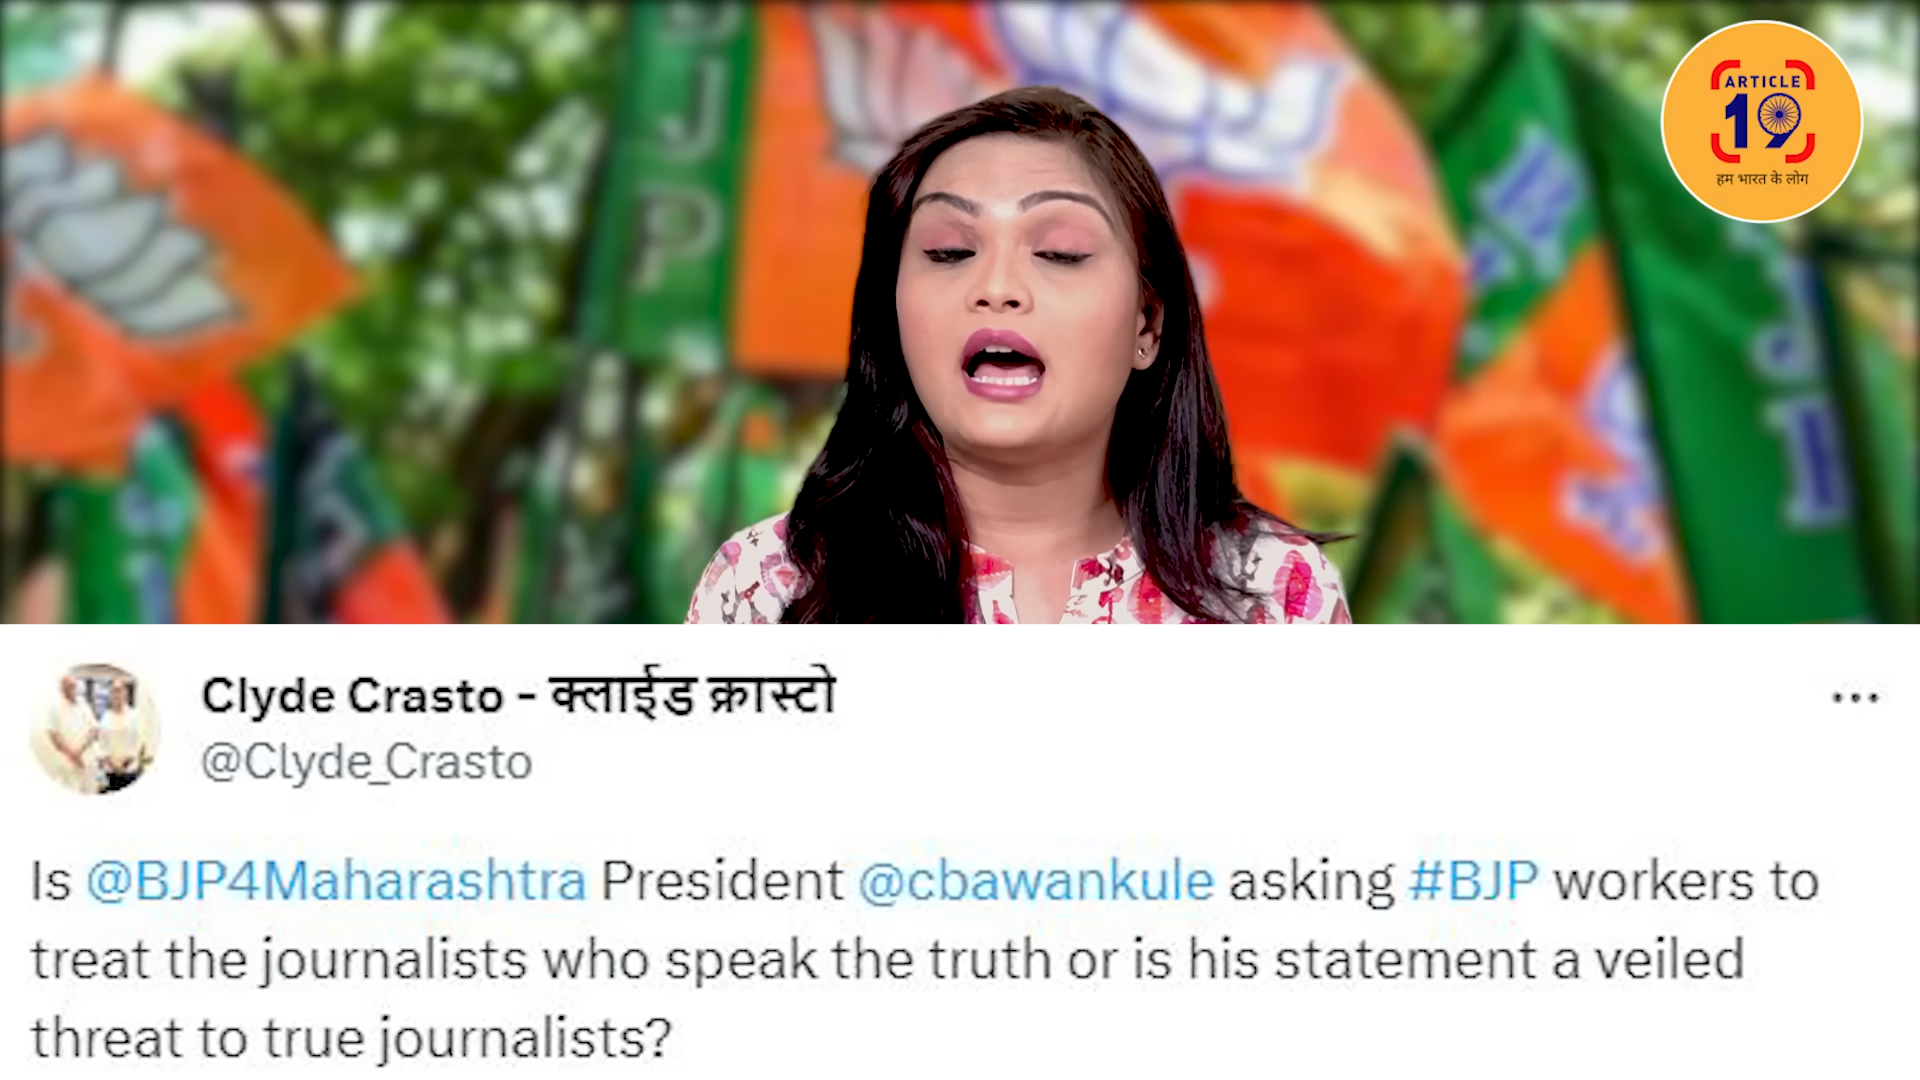 BJP
ARTICLE
19
हम भारत के लोग
Clyde Crasto - क्लाईड क्रास्टो
@Clyde_Crasto
Is @BJP4Maharashtra President @cbawankule asking #BJP workers to
treat the journalists who speak the truth or is his statement a veiled
threat to true journalists?